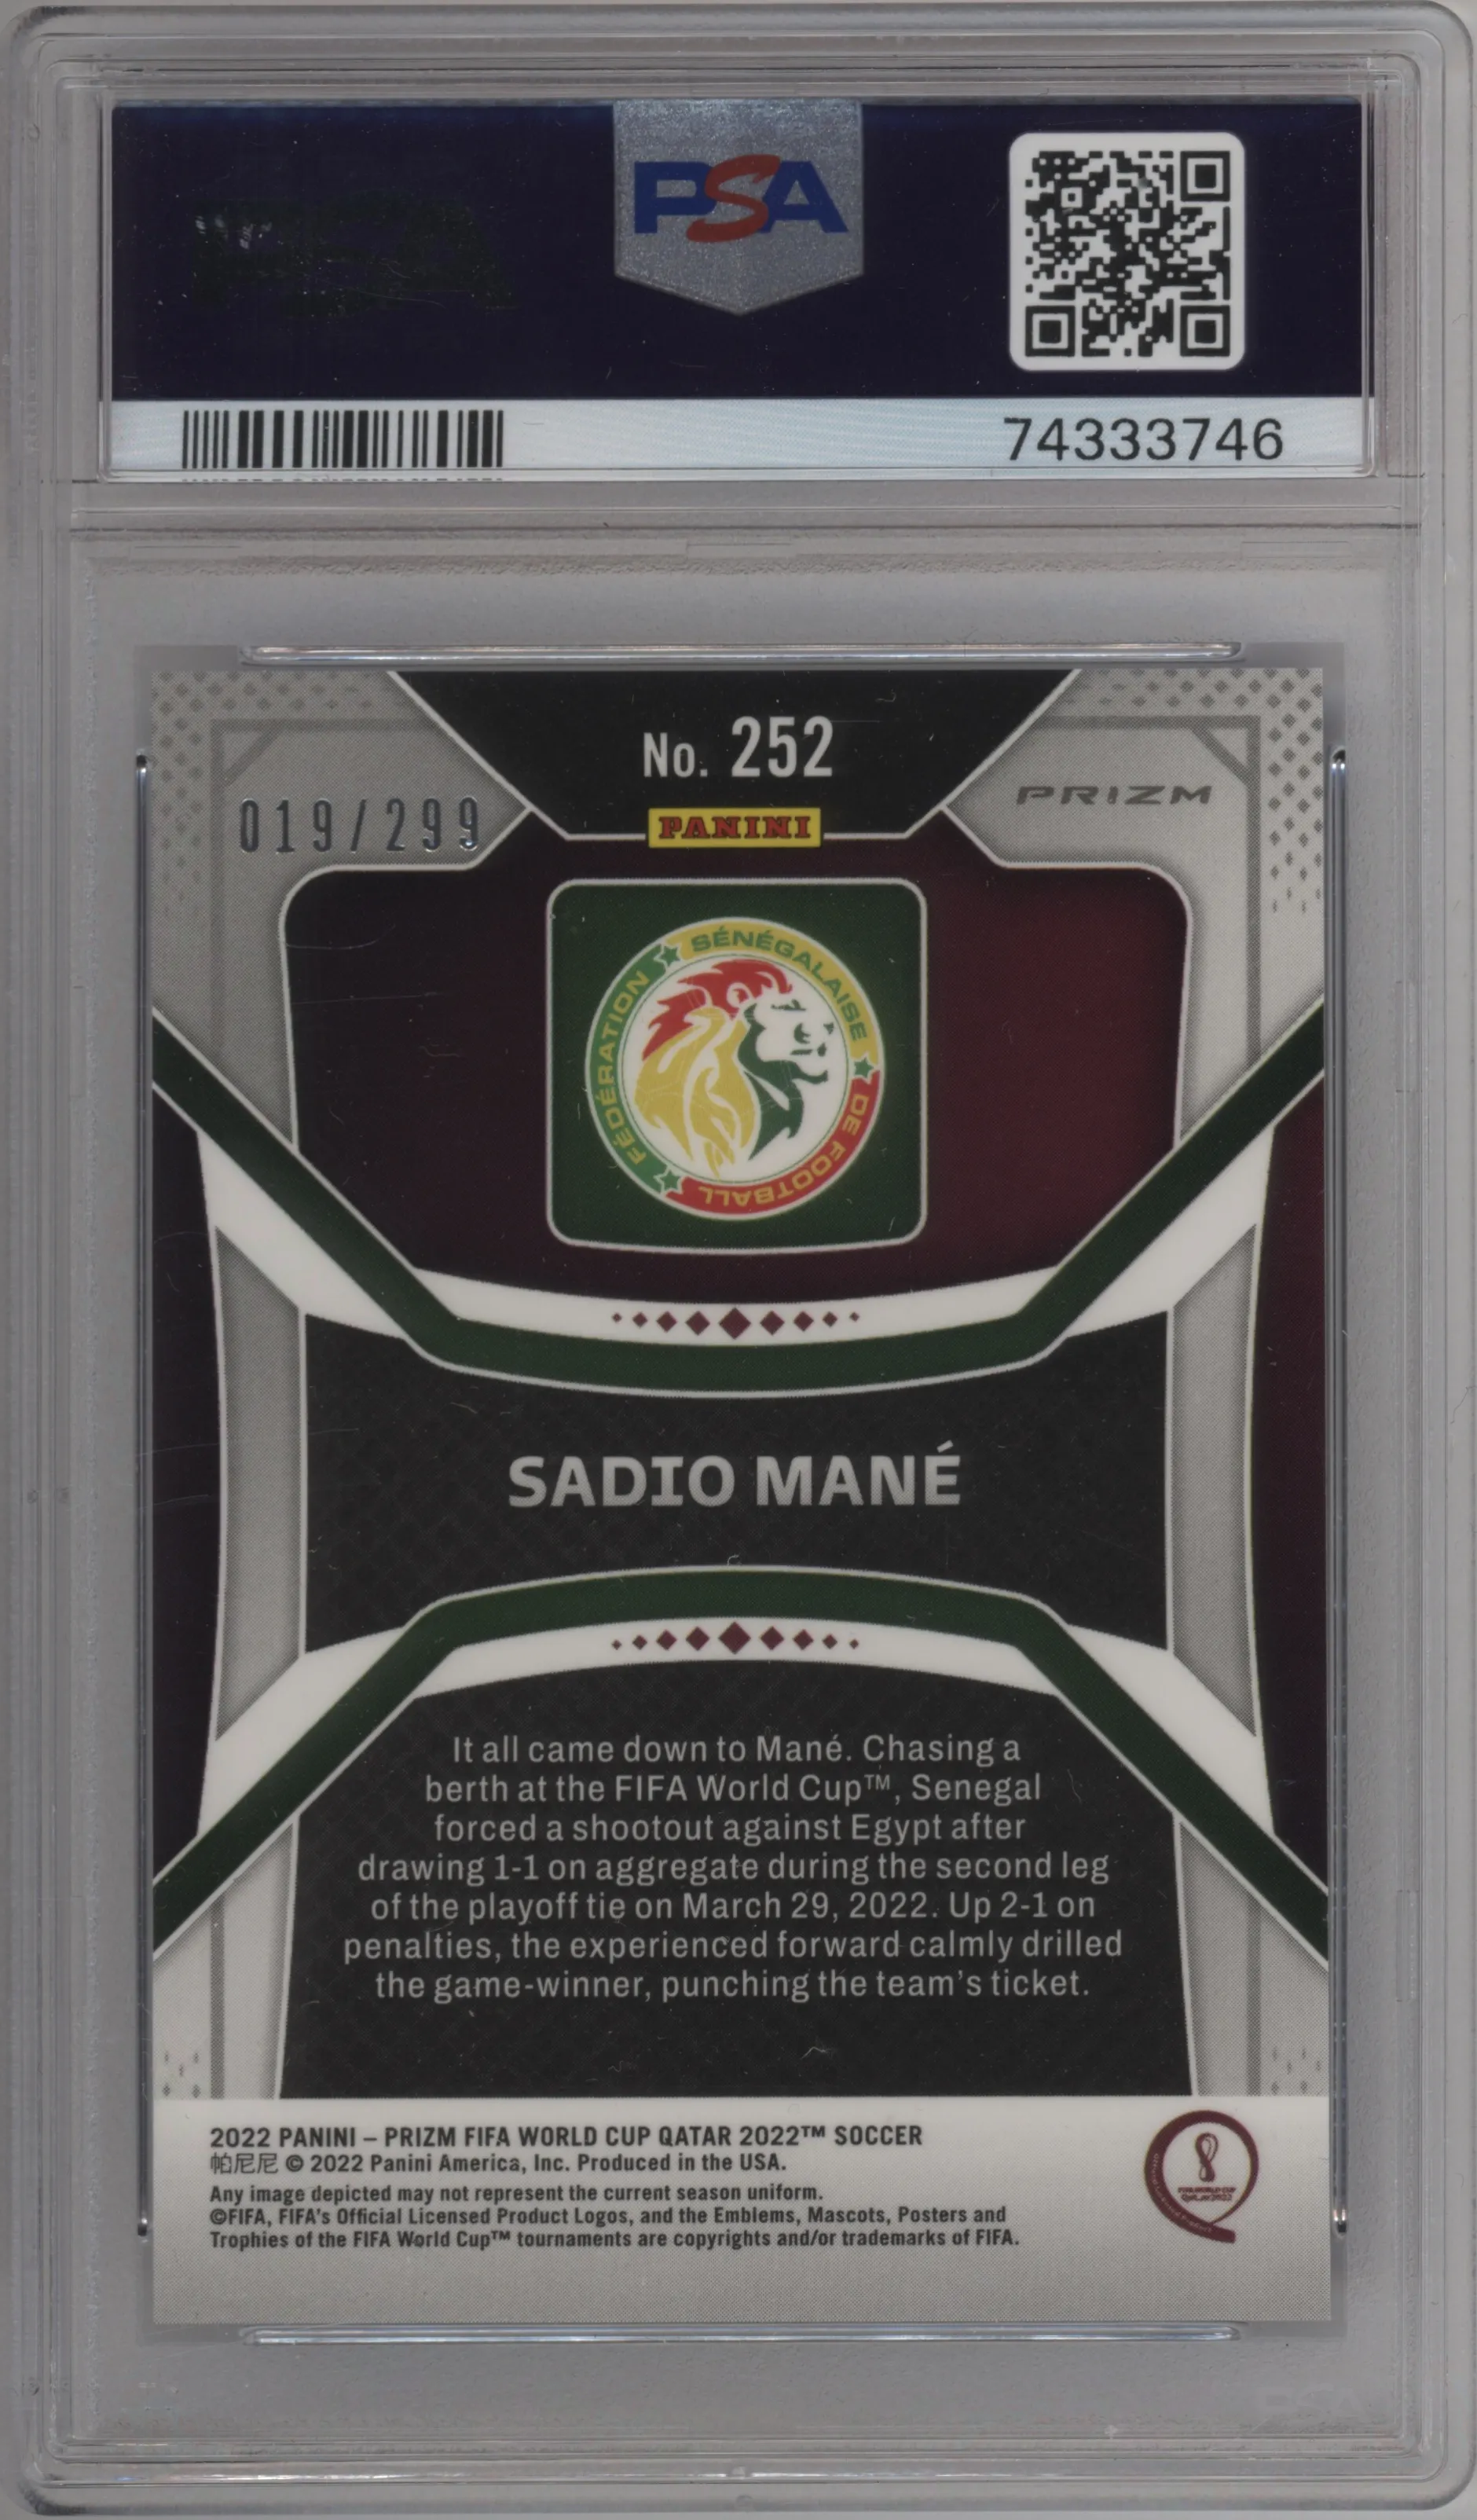 PSA
74333746
No. 252
019/299
PRIZM
PANINI
FÉDÉRATION SÉNÉGALAISE DE FOOTBALL
SADIO MANÉ
It all came down to Mané. Chasing a
berth at the FIFA World Cup™, Senegal
forced a shootout against Egypt after
drawing 1-1 on aggregate during the second leg
of the playoff tie on March 29, 2022. Up 2-1 on
penalties, the experienced forward calmly drilled
the game-winner, punching the team's ticket.
2022 PANINI – PRIZM FIFA WORLD CUP QATAR 2022™ SOCCER
帕尼尼 © 2022 Panini America, Inc. Produced in the USA.
Any image depicted may not represent the current season uniform.
©FIFA, FIFA's Official Licensed Product Logos, and the Emblems, Mascots, Posters and
Trophies of the FIFA World Cup™ tournaments are copyrights and/or trademarks of FIFA.
FIFA WORLD CUP
Qatar2022